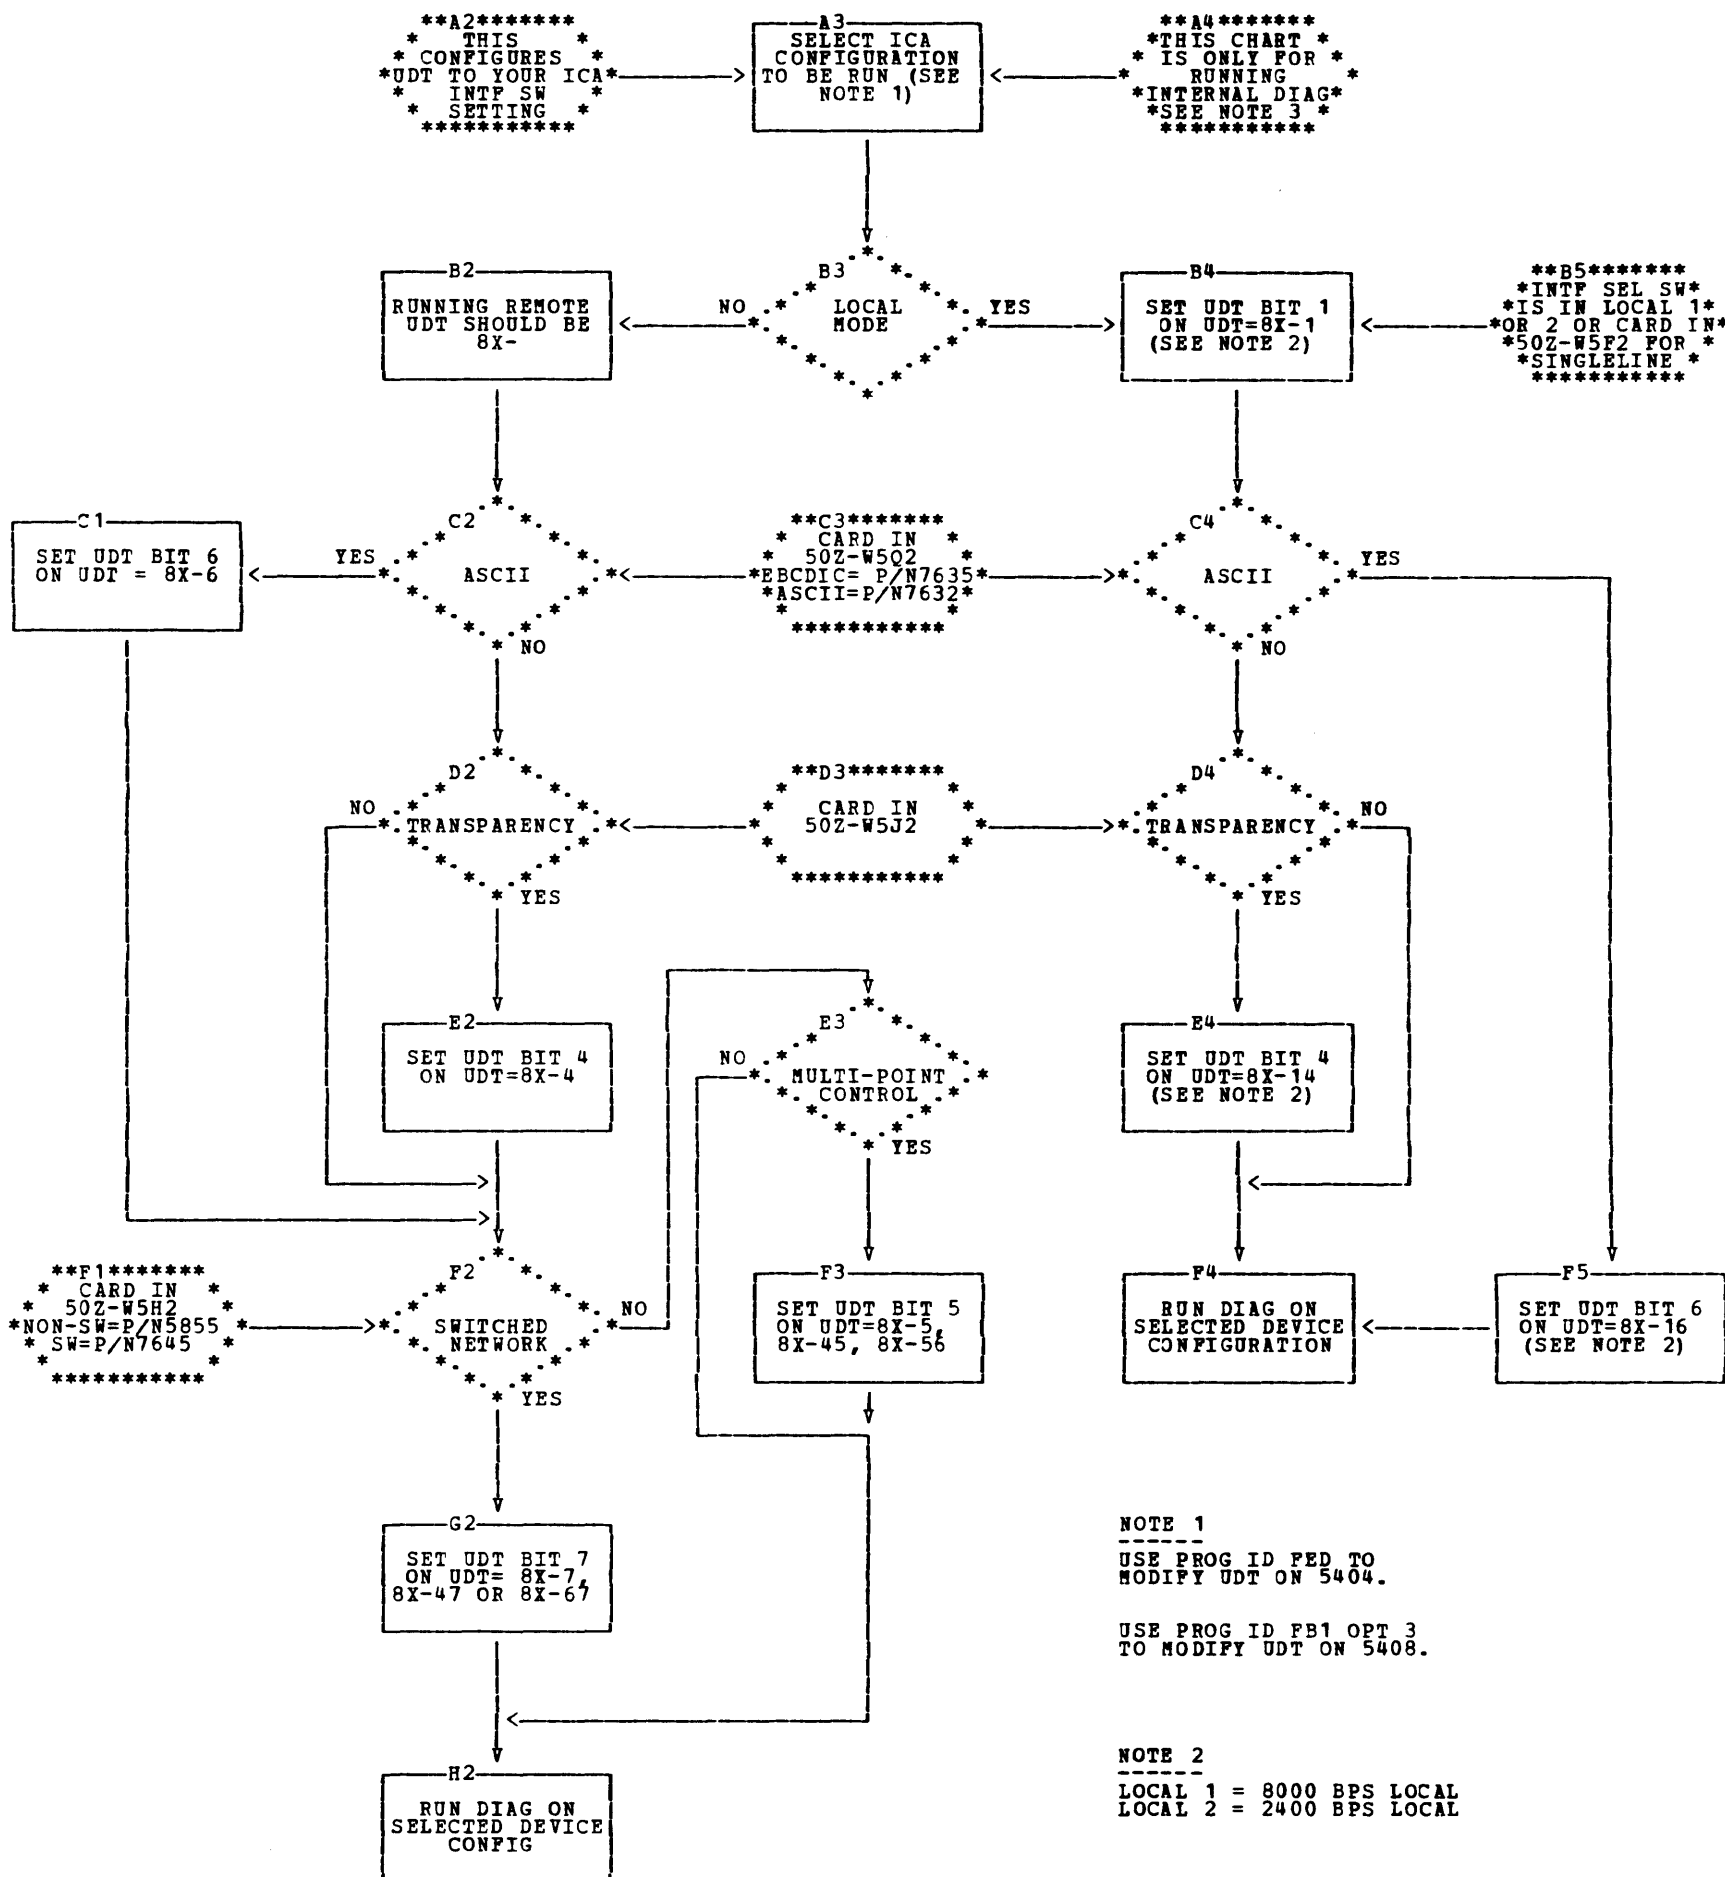 A2
THIS
CONFIGURES
UDT TO YOUR ICA
INTF SW
SETTING
A3
SELECT ICA
CONFIGURATION
TO BE RUN (SEE
NOTE 1)
A4
THIS CHART
IS ONLY FOR
RUNNING
INTERNAL DIAG
SEE NOTE 3
B2
RUNNING REMOTE
UDT SHOULD BE
8X-
NO
B3
LOCAL
MODE
YES
B4
SET UDT BIT 1
ON UDT=8X-1
(SEE NOTE 2)
B5
INTF SEL SW
IS IN LOCAL 1
OR 2 OR CARD IN
50Z-W5F2 FOR
SINGLELINE
C1
SET UDT BIT 6
ON UDT = 8X-6
YES
C2
ASCII
NO
C3
CARD IN
50Z-W5Q2
EBCDIC= P/N7635
ASCII=P/N7632
C4
ASCII
YES
NO
D2
NO
TRANSPARENCY
YES
D3
CARD IN
50Z-W5J2
D4
TRANSPARENCY
NO
YES
E2
SET UDT BIT 4
ON UDT=8X-4
E3
NO
MULTI-POINT
CONTROL
YES
E4
SET UDT BIT 4
ON UDT=8X-14
(SEE NOTE 2)
F1
CARD IN
50Z-W5H2
NON-SW=P/N5855
SW=P/N7645
F2
SWITCHED
NETWORK
NO
YES
F3
SET UDT BIT 5
ON UDT=8X-5,
8X-45, 8X-56
F4
RUN DIAG ON
SELECTED DEVICE
CONFIGURATION
F5
SET UDT BIT 6
ON UDT=8X-16
(SEE NOTE 2)
G2
SET UDT BIT 7
ON UDT= 8X-7,
8X-47 OR 8X-67
H2
RUN DIAG ON
SELECTED DEVICE
CONFIG
NOTE 1
USE PROG ID FED TO
MODIFY UDT ON 5404.
USE PROG ID FB1 OPT 3
TO MODIFY UDT ON 5408.
NOTE 2
LOCAL 1 = 8000 BPS LOCAL
LOCAL 2 = 2400 BPS LOCAL